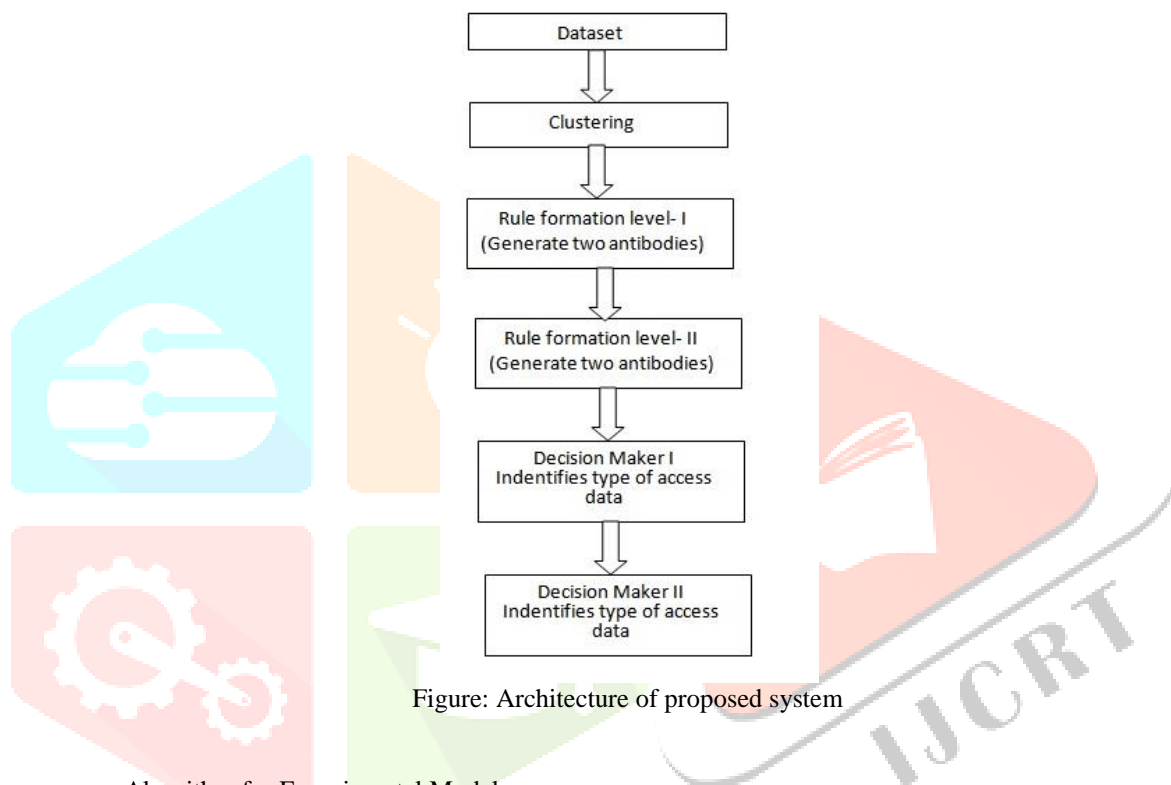 Dataset
Clustering
Rule formation level- I
(Generate two antibodies)
Rule formation level- II
(Generate two antibodies)
Decision Maker I
Indentifies type of access
data
Decision Maker II
Indentifies type of access
data
Figure: Architecture of proposed system
IJCRT